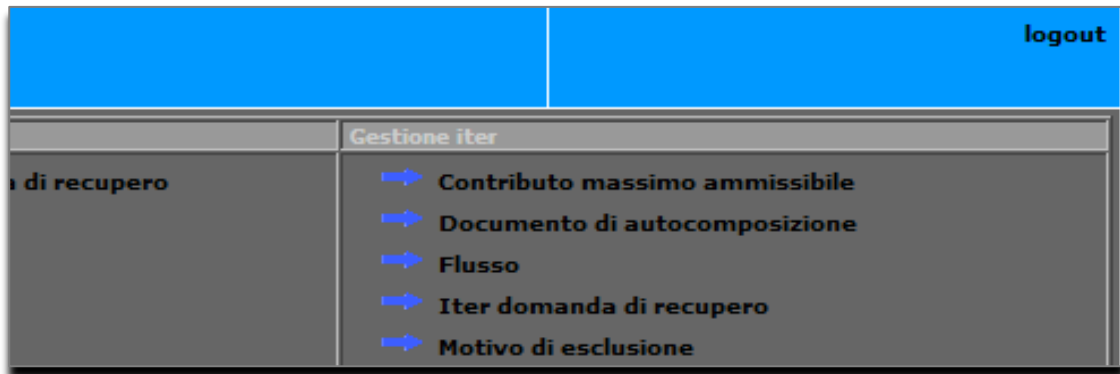 logout
Gestione iter
di recupero
Contributo massimo ammissibile
Documento di autocomposizione
Flusso
Iter domanda di recupero
Motivo di esclusione